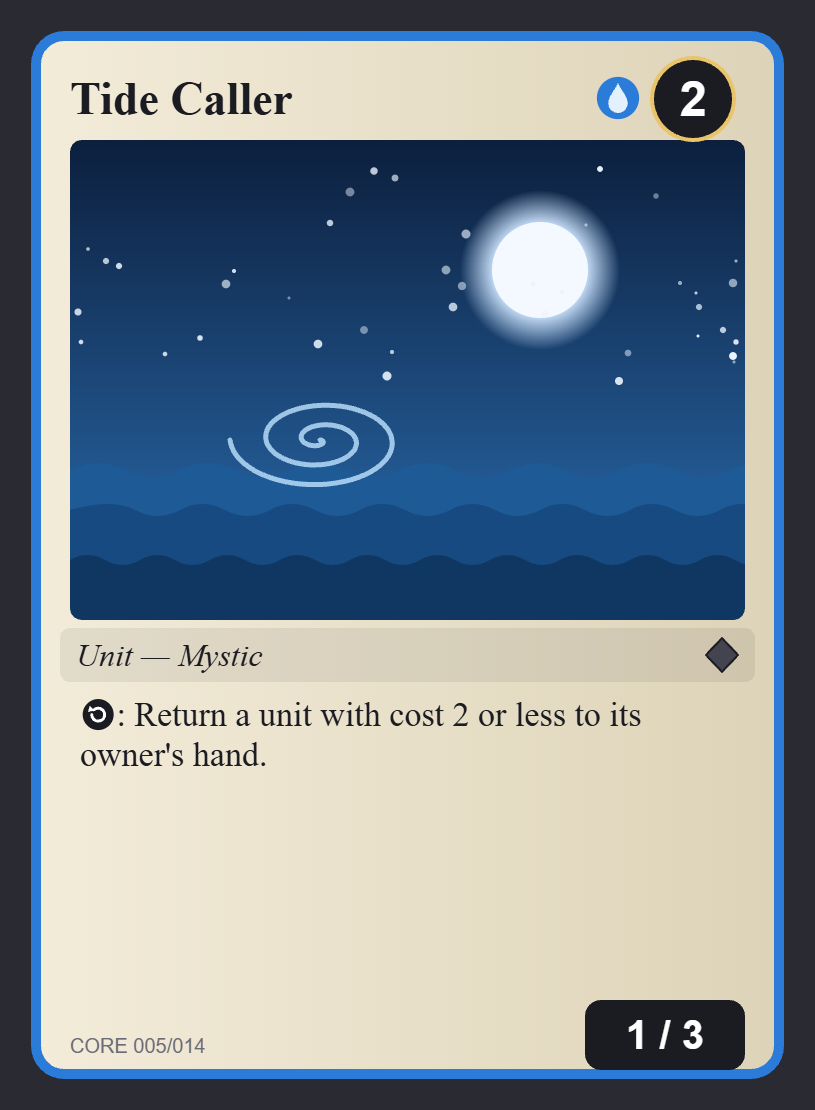 Tide Caller
2
Unit — Mystic
: Return a unit with cost 2 or less to its
owner's hand.
CORE 005/014
1 / 3